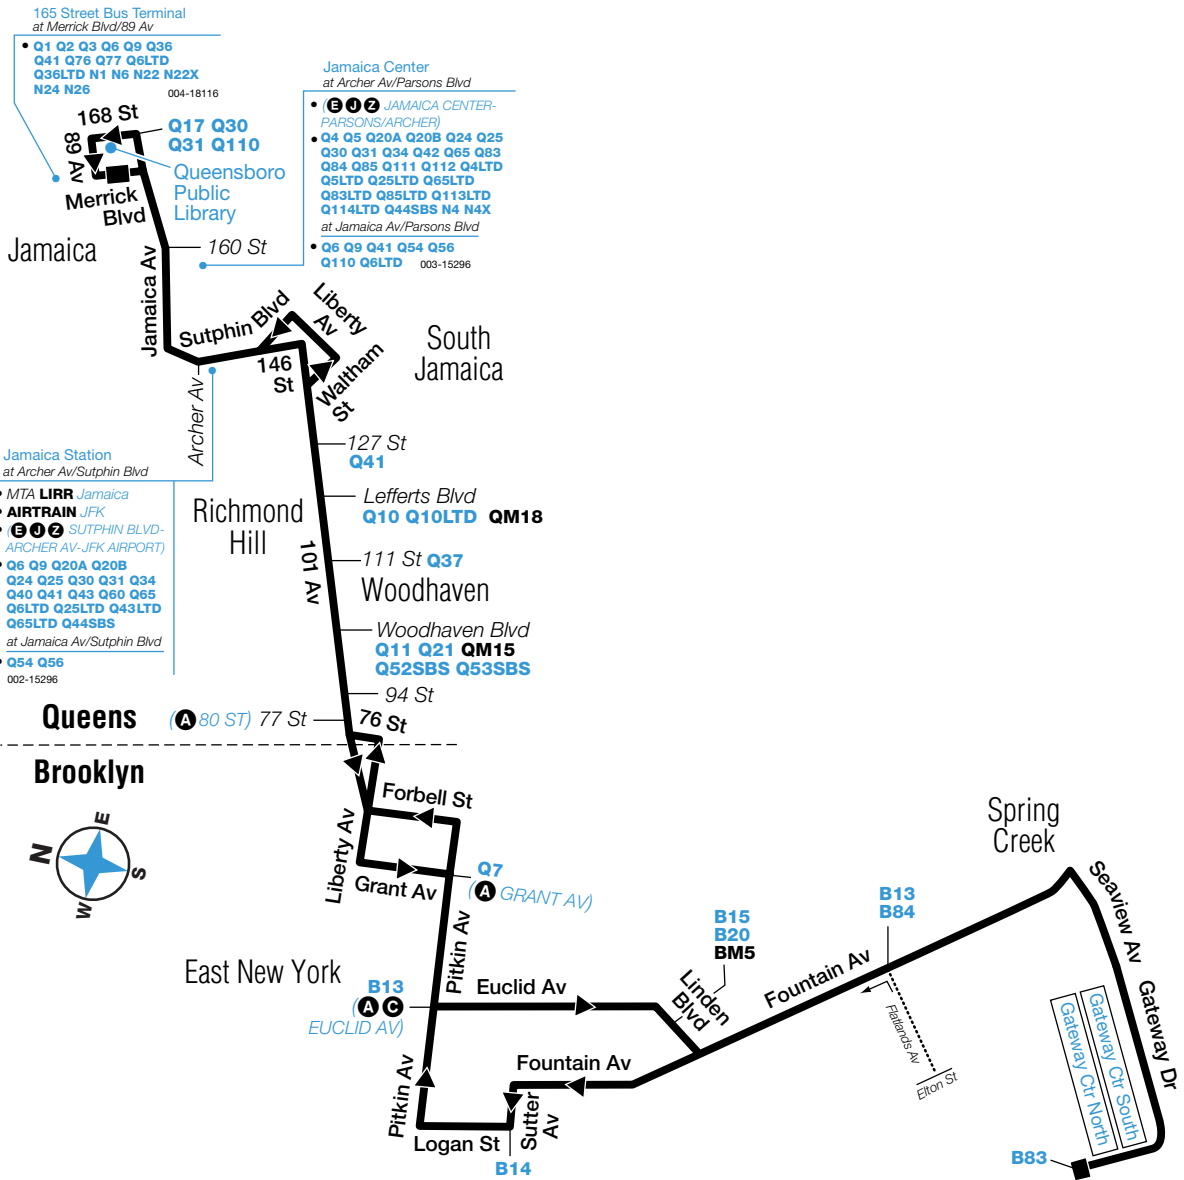 165 Street Bus Terminal
at Merrick Blvd/89 Av
• Q1 Q2 Q3 Q6 Q9 Q36
Q41 Q76 Q77 Q6LTD
Q36LTD N1 N6 N22 N22X
N24 N26
004-18116
168 St
89 Av
Merrick
Blvd
Q17 Q30
Q31 Q110
Queensboro
Public
Library
Jamaica
160 St
Jamaica Center
at Archer Av/Parsons Blvd
• (E J Z JAMAICA CENTER-
PARSONS/ARCHER)
• Q4 Q5 Q20A Q20B Q24 Q25
Q30 Q31 Q34 Q42 Q65 Q83
Q84 Q85 Q111 Q112 Q4LTD
Q5LTD Q25LTD Q65LTD
Q83LTD Q85LTD Q113LTD
Q114LTD Q44SBS N4 N4X
at Jamaica Av/Parsons Blvd
• Q6 Q9 Q41 Q54 Q56
Q110 Q6LTD
003-15296
Jamaica Av
Sutphin Blvd
Liberty
Av
South
Jamaica
146
St
Waltham
St
Archer Av
Jamaica Station
at Archer Av/Sutphin Blvd
• MTA LIRR Jamaica
• AIRTRAIN JFK
• (E J Z SUTPHIN BLVD-
ARCHER AV-JFK AIRPORT)
• Q6 Q9 Q20A Q20B
Q24 Q25 Q30 Q31 Q34
Q40 Q41 Q43 Q60 Q65
Q6LTD Q25LTD Q43LTD
Q65LTD Q44SBS
at Jamaica Av/Sutphin Blvd
• Q54 Q56
002-15296
127 St
Q41
Richmond
Hill
Lefferts Blvd
Q10 Q10LTD QM18
101 Av
111 St Q37
Woodhaven
Woodhaven Blvd
Q11 Q21 QM15
Q52SBS Q53SBS
94 St
Queens
(A 80 ST) 77 St
76 St
Brooklyn
N
E
S
W
Forbell St
Liberty Av
Grant Av
Q7
(A GRANT AV)
Pitkin Av
East New York
B13
(A C
EUCLID AV)
Euclid Av
Linden
Blvd
B15
B20
BM5
Fountain Av
B13
B84
Spring
Creek
Seaview Av
Gateway Dr
Flatlands Av
Elton St
Gateway Ctr South
Gateway Ctr North
Fountain Av
Pitkin Av
Sutter
Av
Logan St
B14
B83